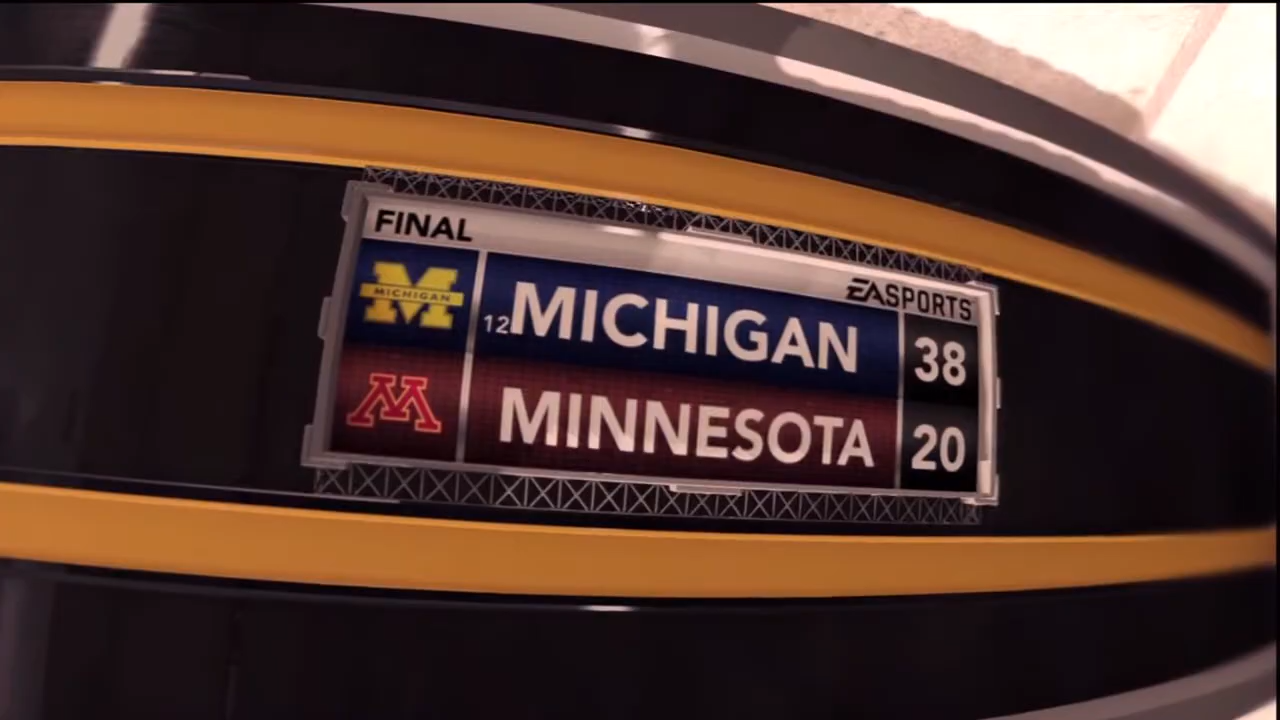 FINAL
EA SPORTS
MICHIGAN
12 MICHIGAN 38
MINNESOTA 20